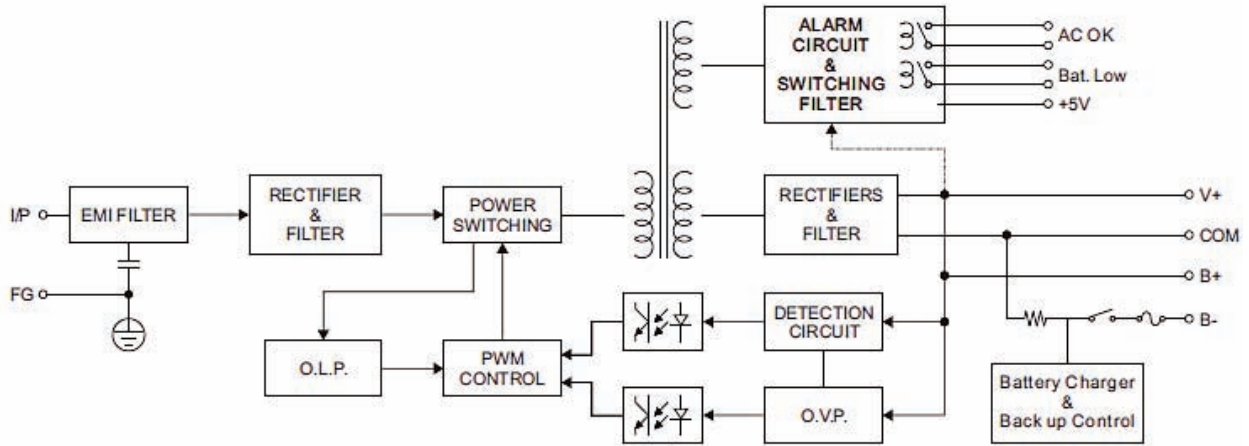 ALARM
CIRCUIT
&
SWITCHING
FILTER
AC OK
Bat. Low
+5V
I/P
EMI FILTER
RECTIFIER
&
FILTER
POWER
SWITCHING
RECTIFIERS
&
FILTER
V+
COM
B+
B-
FG
O.L.P.
PWM
CONTROL
DETECTION
CIRCUIT
O.V.P.
Battery Charger
&
Back up Control